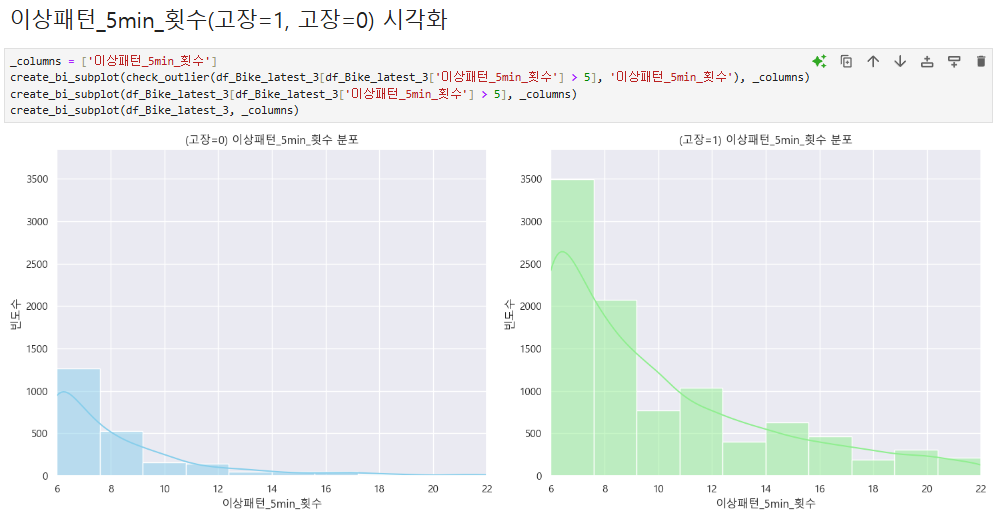 이상패턴_5min_횟수(고장=1, 고장=0) 시각화
_columns = ['이상패턴_5min_횟수']
create_bi_subplot(check_outlier(df_Bike_latest_3[df_Bike_latest_3['이상패턴_5min_횟수'] > 5], '이상패턴_5min_횟수'), _columns)
create_bi_subplot(df_Bike_latest_3[df_Bike_latest_3['이상패턴_5min_횟수'] > 5], _columns)
create_bi_subplot(df_Bike_latest_3, _columns)
(고장=0) 이상패턴_5min_횟수 분포
3500
3000
2500
2000
1500
1000
500
0
빈도수
6 8 10 12 14 16 18 20 22
이상패턴_5min_횟수
(고장=1) 이상패턴_5min_횟수 분포
3500
3000
2500
2000
1500
1000
500
0
빈도수
6 8 10 12 14 16 18 20 22
이상패턴_5min_횟수